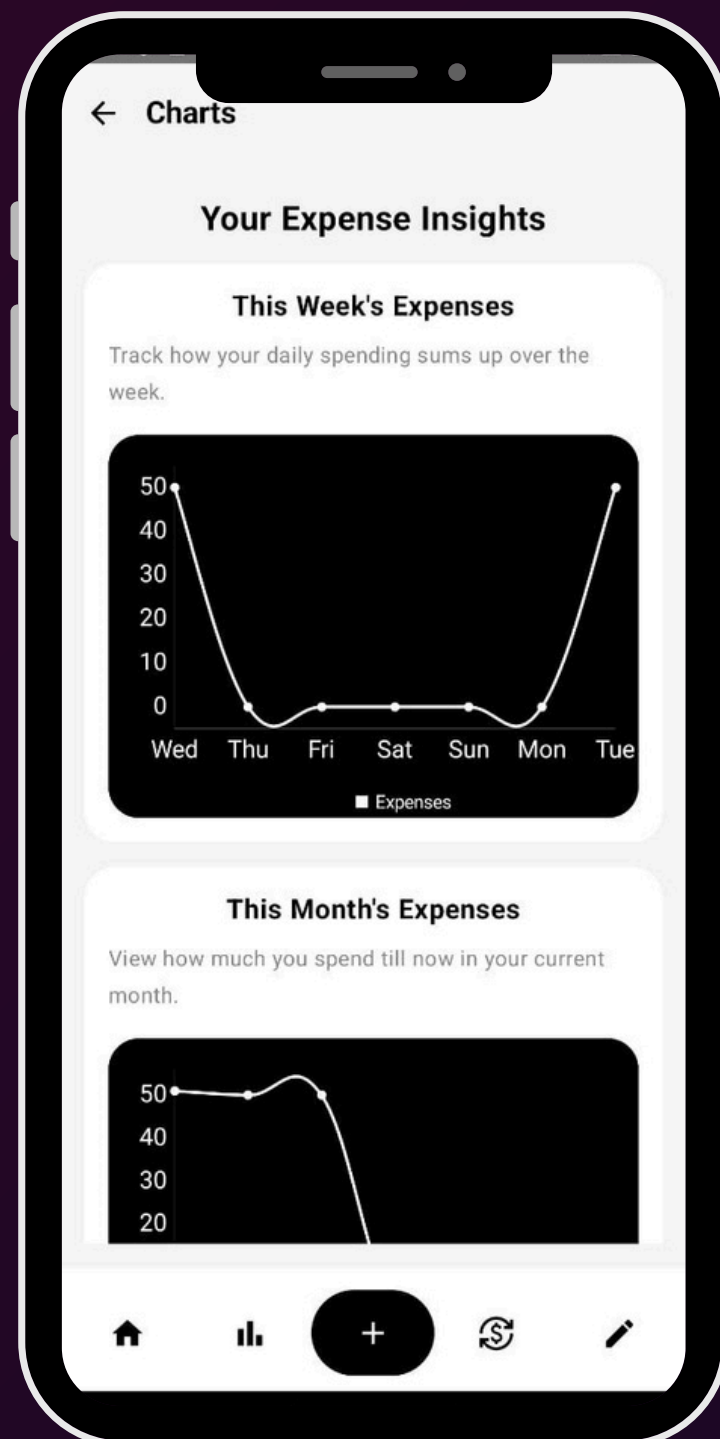 Charts
Your Expense Insights
This Week's Expenses
Track how your daily spending sums up over the
week.
50
40
30
20
10
0
Wed Thu Fri Sat Sun Mon Tue
Expenses
This Month's Expenses
View how much you spend till now in your current
month.
50
40
30
20
+
$